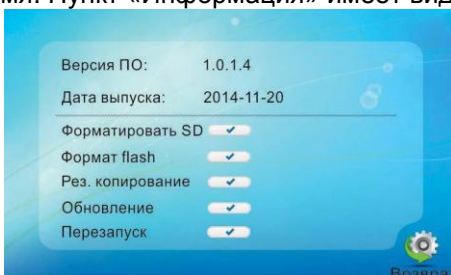 мя. Пункт «Информация» имеет вид
Версия ПО: 1.0.1.4
Дата выпуска: 2014-11-20
Форматировать SD
Формат flash
Рез. копирование
Обновление
Перезапуск